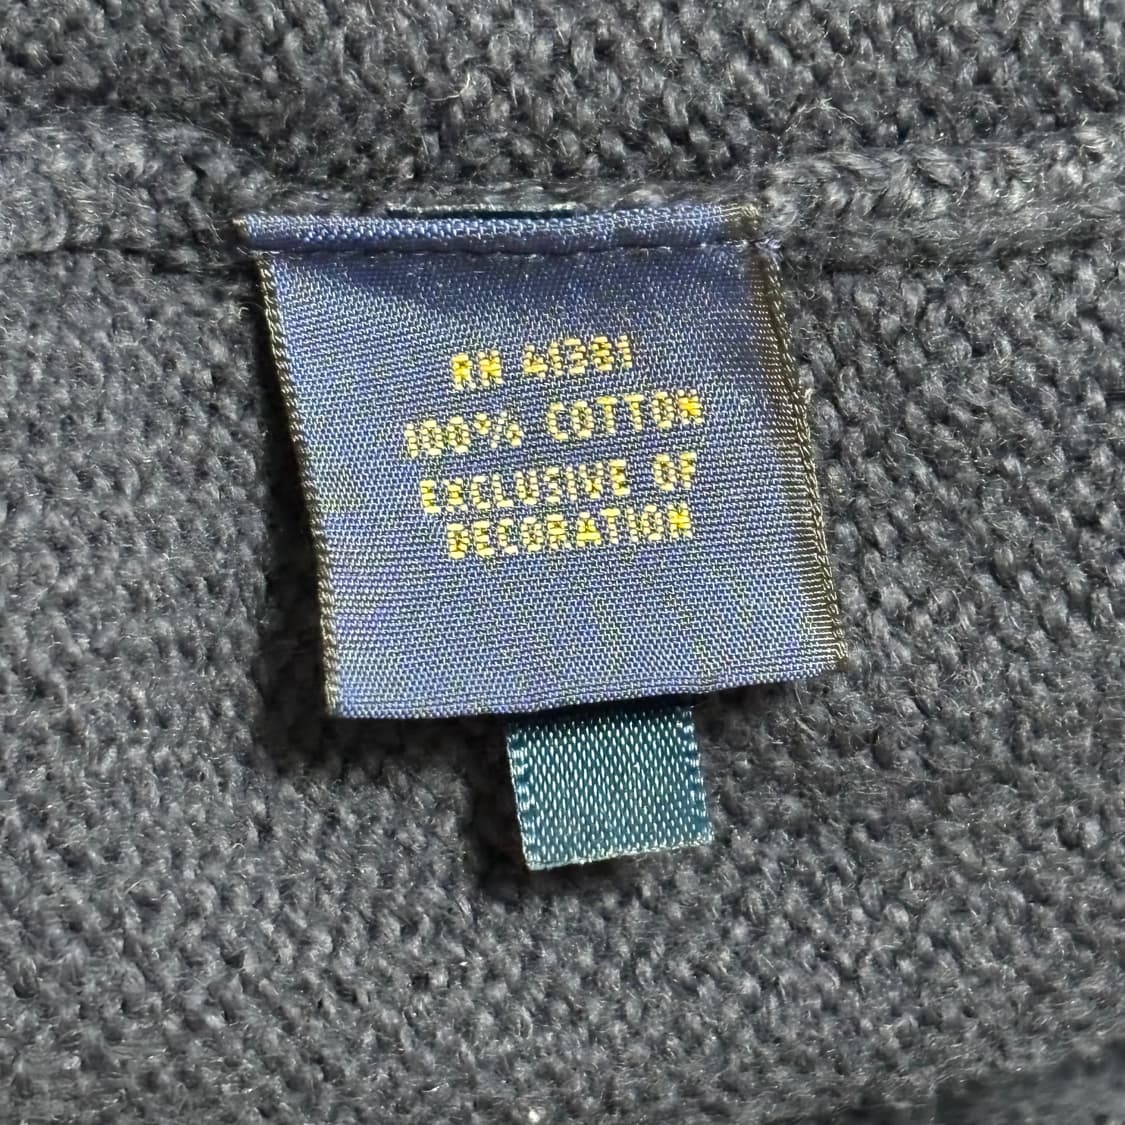 RN 41381
100% COTTON
EXCLUSIVE OF
DECORATION